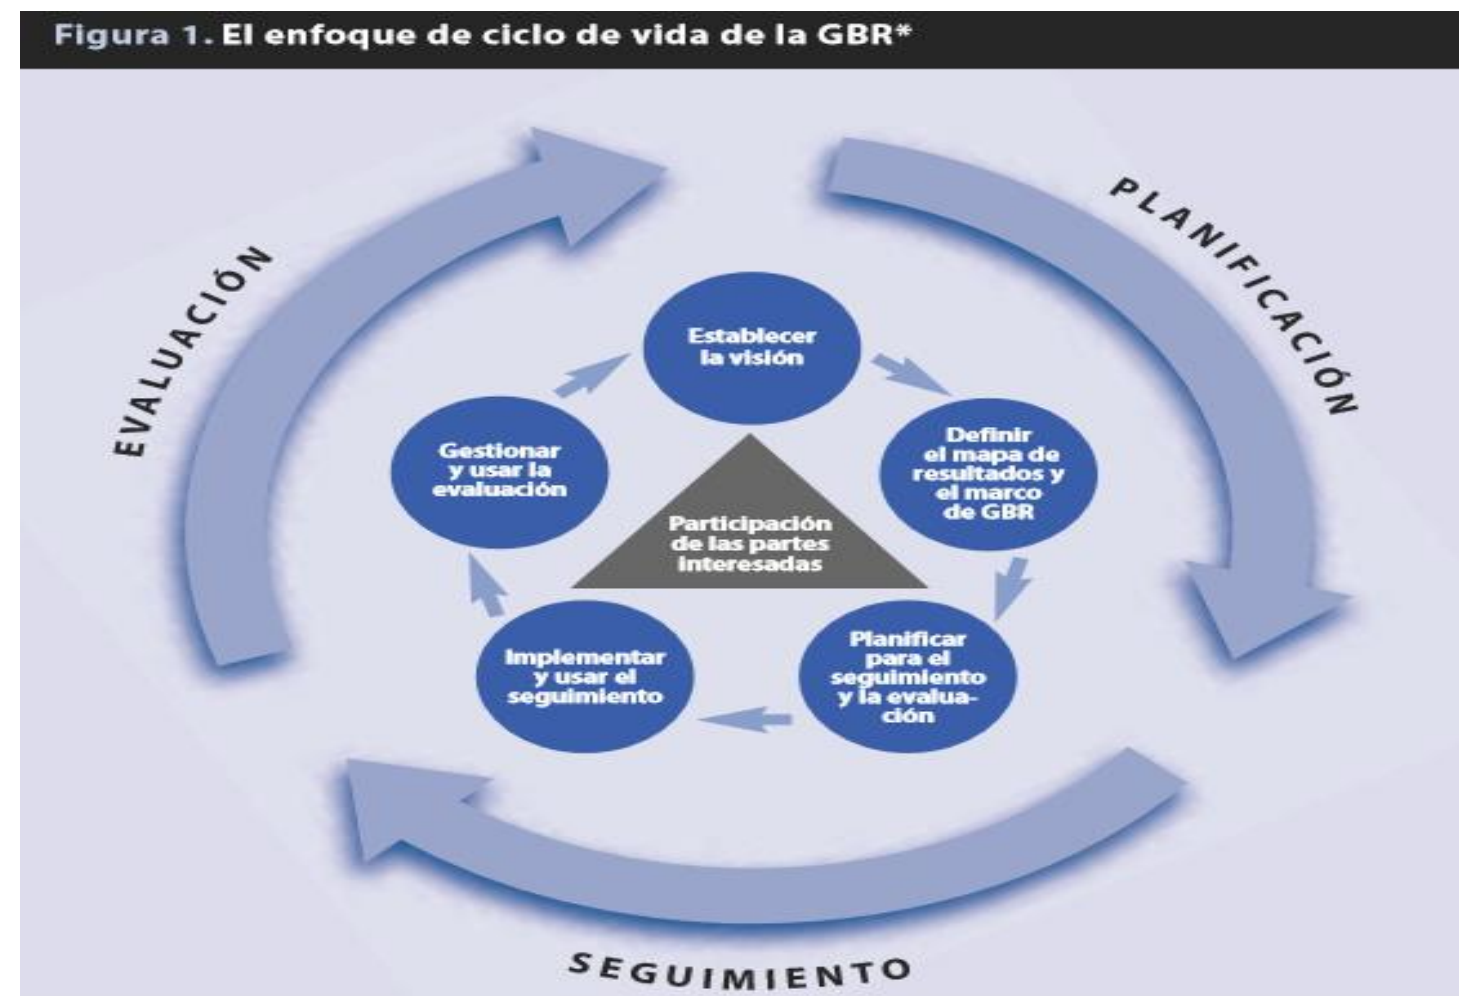 Figura 1. El enfoque de ciclo de vida de la GBR*
PLANIFICACIÓN
EVALUACIÓN
Establecer
la visión
Definir
el mapa de
resultados y
el marco
de GBR
Gestionar
y usar la
evaluación
Participación
de las partes
interesadas
Planificar
para el
seguimiento
y la evalua-
ción
Implementar
y usar el
seguimiento
SEGUIMIENTO